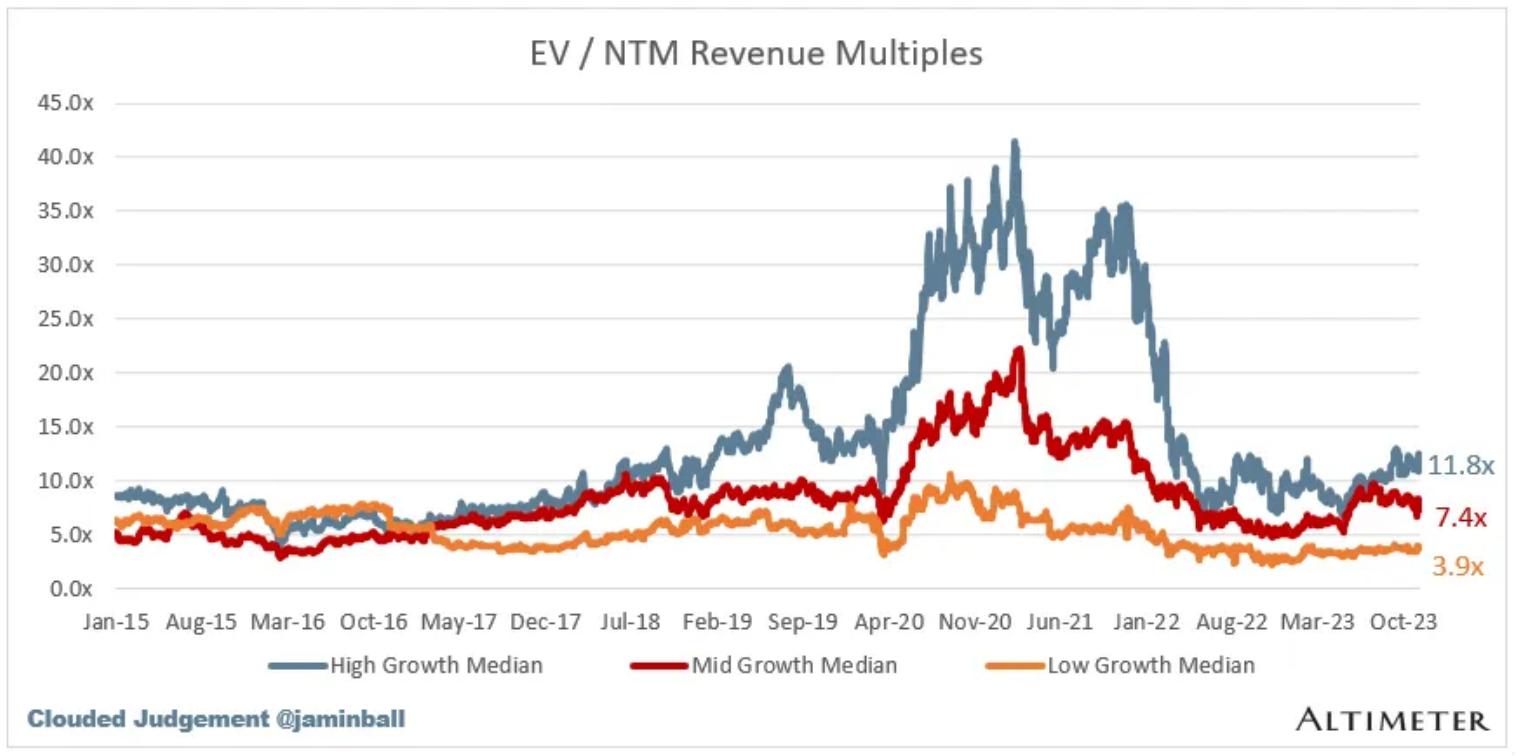 EV / NTM Revenue Multiples
45.0x
40.0x
35.0x
30.0x
25.0x
20.0x
15.0x
10.0x
5.0x
0.0x
11.8x
7.4x
3.9x
Jan-15 Aug-15 Mar-16 Oct-16 May-17 Dec-17 Jul-18 Feb-19 Sep-19 Apr-20 Nov-20 Jun-21 Jan-22 Aug-22 Mar-23 Oct-23
High Growth Median Mid Growth Median Low Growth Median
Clouded Judgement @jaminball ALTIMETER